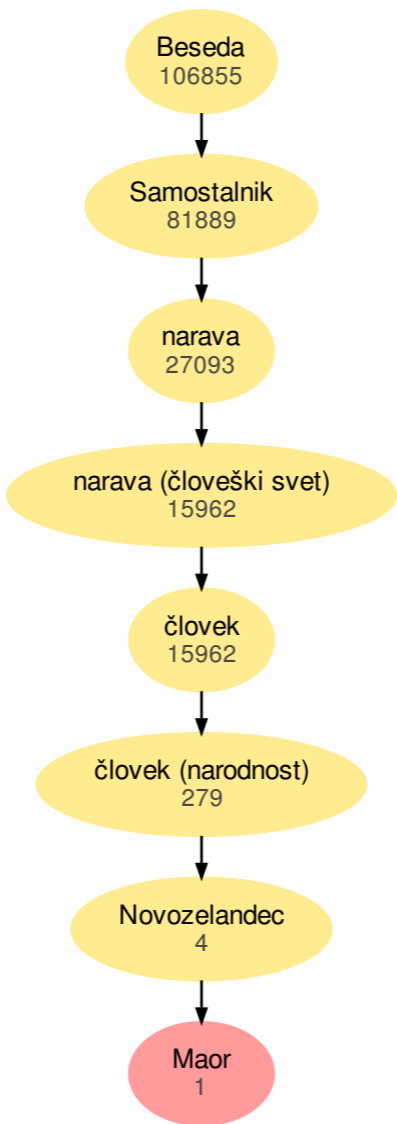 Beseda
106855
Samostalnik
81889
narava
27093
narava (človeški svet)
15962
človek
15962
človek (narodnost)
279
Novozelandec
4
Maor
1